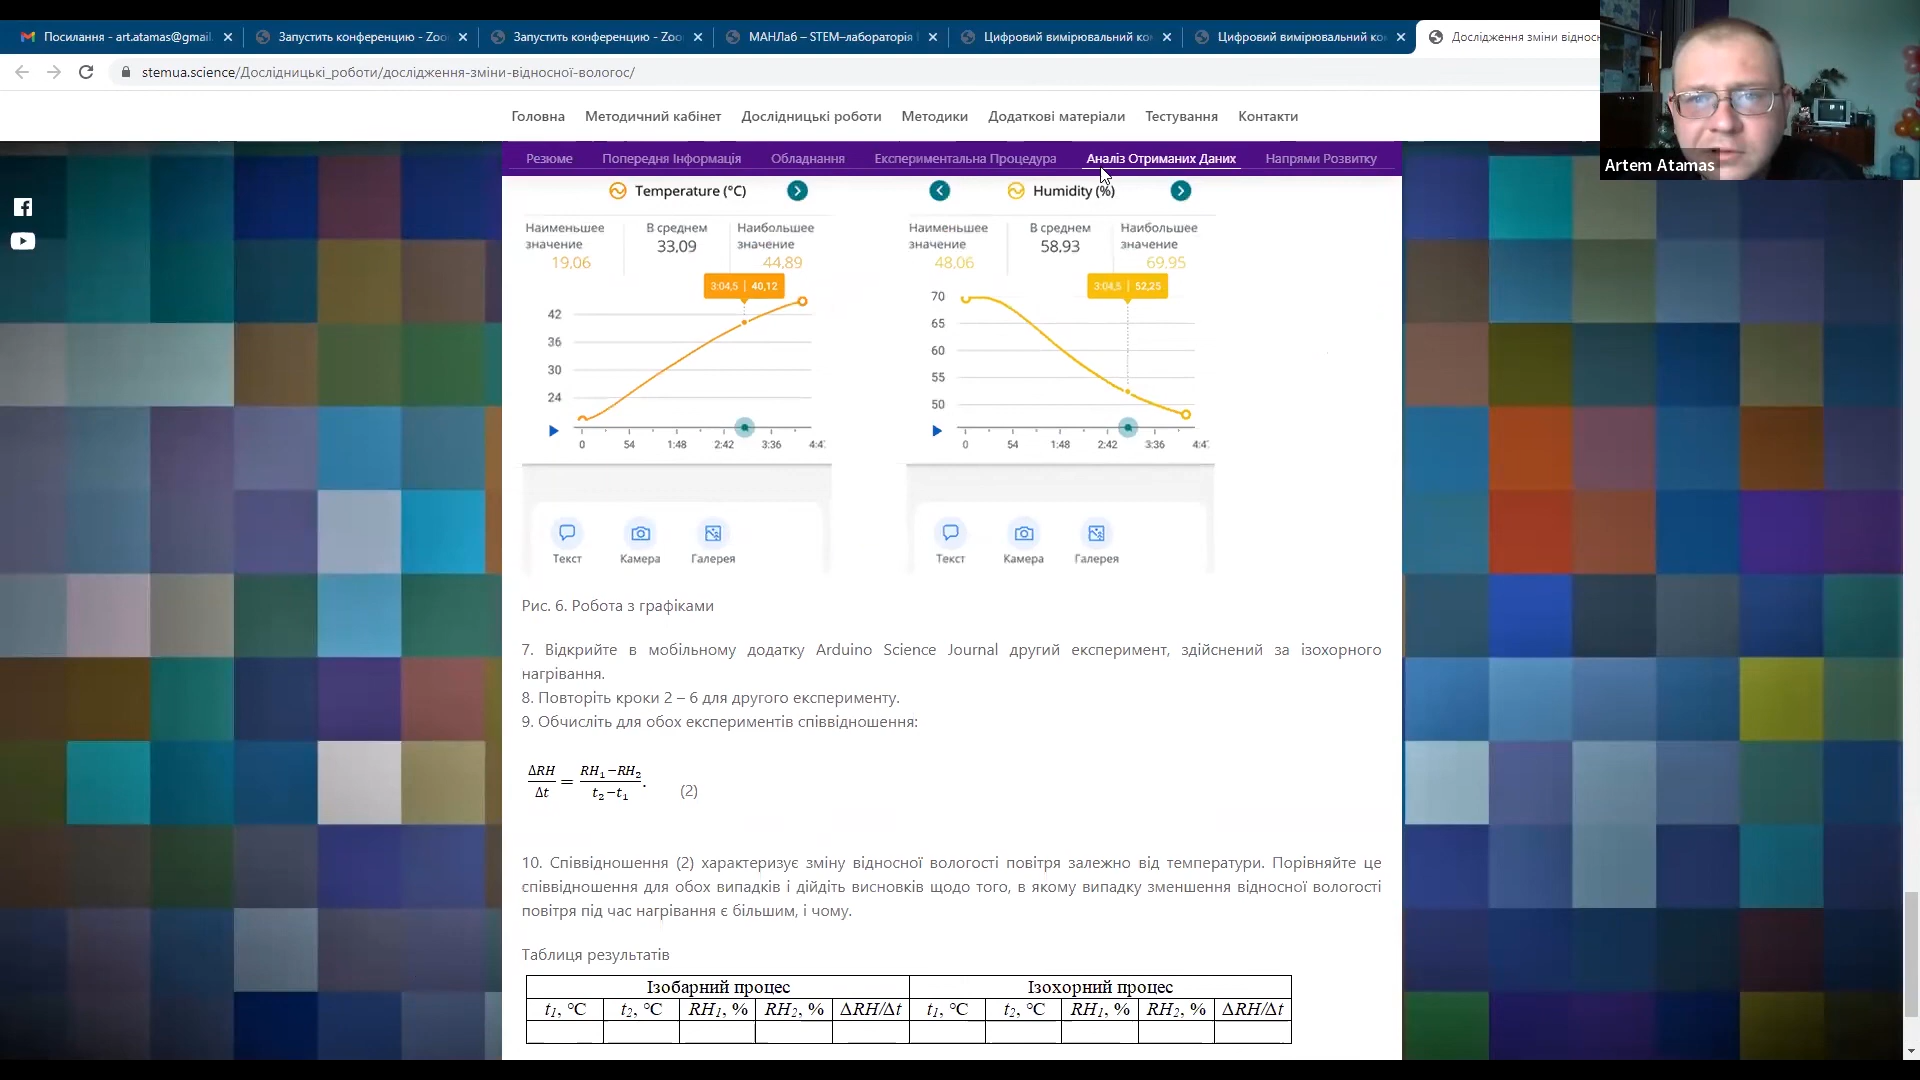 Посилання - art.atamas@gmail.
Запустить конференцию - Zoo
Запустить конференцию - Zoo
МАНЛаб – STEM–лабораторія
Цифровий вимірювальний ко
Цифровий вимірювальний ко
Дослідження зміни віднос
stemua.science/Дослідницькі_роботи/дослідження-зміни-відносної-вологос/
Головна Методичний кабінет Дослідницькі роботи Методики Додаткові матеріали Тестування Контакти
Artem Atamas
Резюме Попередня Інформація Обладнання Експериментальна Процедура Аналіз Отриманих Даних Напрями Розвитку
Temperature (°C)
Наименьшее значение
19,06
В среднем
33,09
Наибольшее значение
44,89
3:04,5 | 40,12
42
36
30
24
0 54 1:48 2:42 3:36 4:4
Текст Камера Галерея
Humidity (%)
Наименьшее значение
48,06
В среднем
58,93
Наибольшее значение
69,95
3:04,5 | 52,25
70
65
60
55
50
0 54 1:48 2:42 3:36 4:4
Текст Камера Галерея
Рис. 6. Робота з графіками
7. Відкрийте в мобільному додатку Arduino Science Journal другий експеримент, здійснений за ізохорного
нагрівання.
8. Повторіть кроки 2 – 6 для другого експерименту.
9. Обчисліть для обох експериментів співвідношення:
ΔRH/Δt = (RH₁−RH₂)/(t₂−t₁). (2)
10. Співвідношення (2) характеризує зміну відносної вологості повітря залежно від температури. Порівняйте це
співвідношення для обох випадків і дійдіть висновків щодо того, в якому випадку зменшення відносної вологості
повітря під час нагрівання є більшим, і чому.
Таблиця результатів
Ізобарний процес Ізохорний процес
t₁, °C t₂, °C RH₁, % RH₂, % ΔRH/Δt t₁, °C t₂, °C RH₁, % RH₂, % ΔRH/Δt